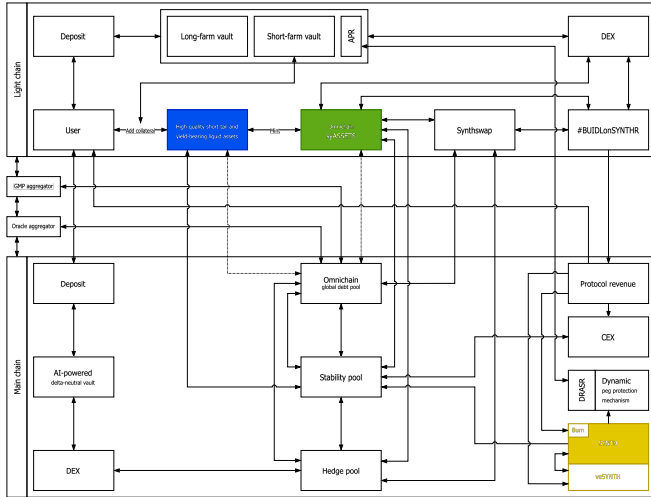 Light chain
Deposit
Long-farm vault
Short-farm vault
APR
DEX
User
Add collateral
High-quality short tail and
yield-bearing liquid assets
Mint
Omnichain
syASSETS
Synthswap
#BUIDLonSYNTHR
GMP aggregator
Oracle aggregator
Main chain
Deposit
Omnichain
global debt pool
Protocol revenue
CEX
AI-powered
delta-neutral vault
Stability pool
DRASR
Dynamic
peg protection
mechanism
Burn
DEX
Hedge pool
veSYNTH